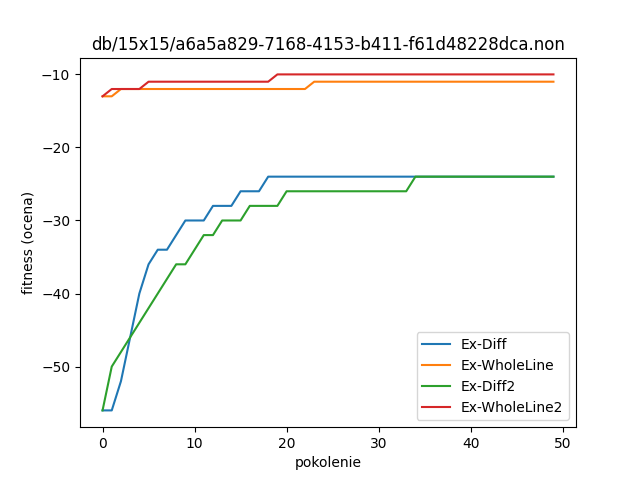 db/15x15/a6a5a829-7168-4153-b411-f61d48228dca.non
−10
−20
−30
−40
−50
fitness (ocena)
0 10 20 30 40 50
pokolenie
Ex-Diff
Ex-WholeLine
Ex-Diff2
Ex-WholeLine2